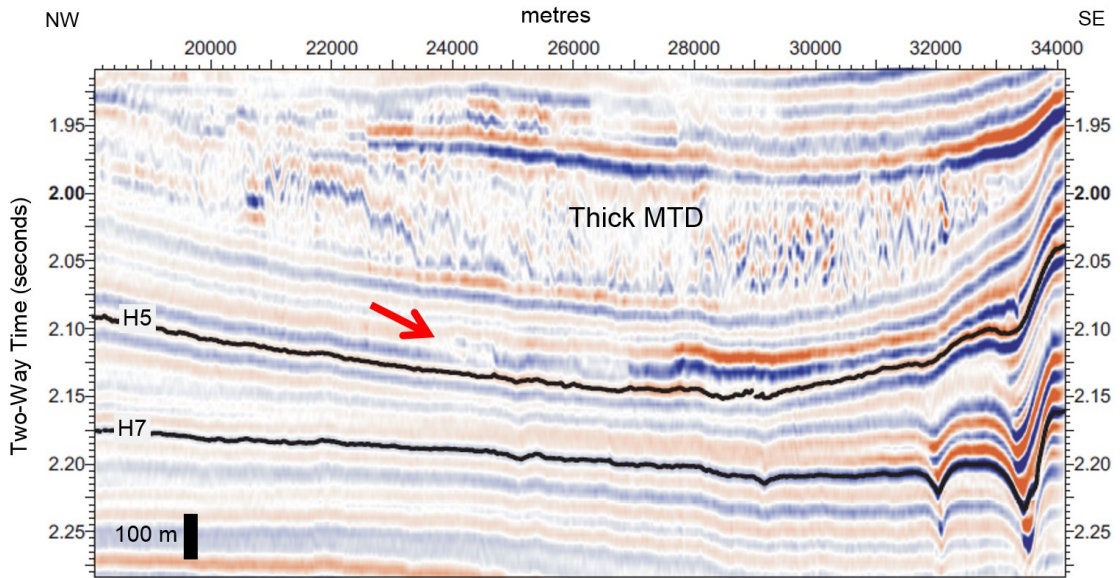 NW
metres
SE
20000 22000 24000 26000 28000 30000 32000 34000
Two-Way Time (seconds)
1.95 1.95
2.00 2.00
Thick MTD
2.05 2.05
H5
2.10 2.10
2.15 2.15
H7
2.20 2.20
100 m
2.25 2.25